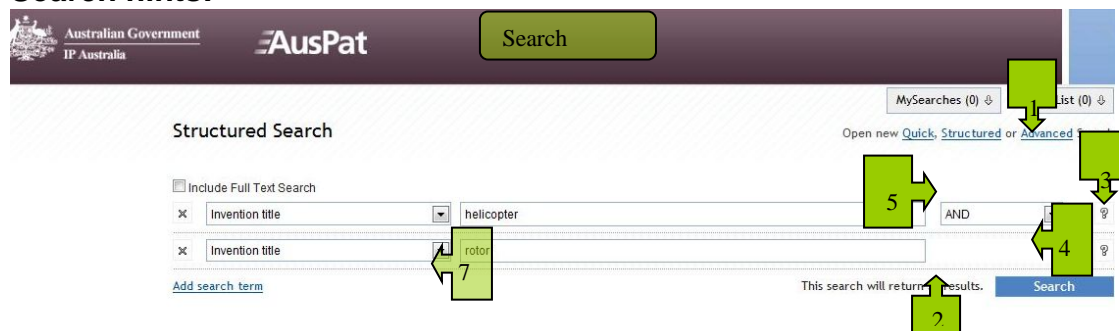 Search hints:
Australian Government
IP Australia
AusPat
Search
MySearches (0)
List (0)
1
Structured Search
Open new Quick, Structured or Advanced
3
Include Full Text Search
5
Invention title
helicopter
AND
4
Invention title
rotor
7
Add search term
This search will return results.
Search
2